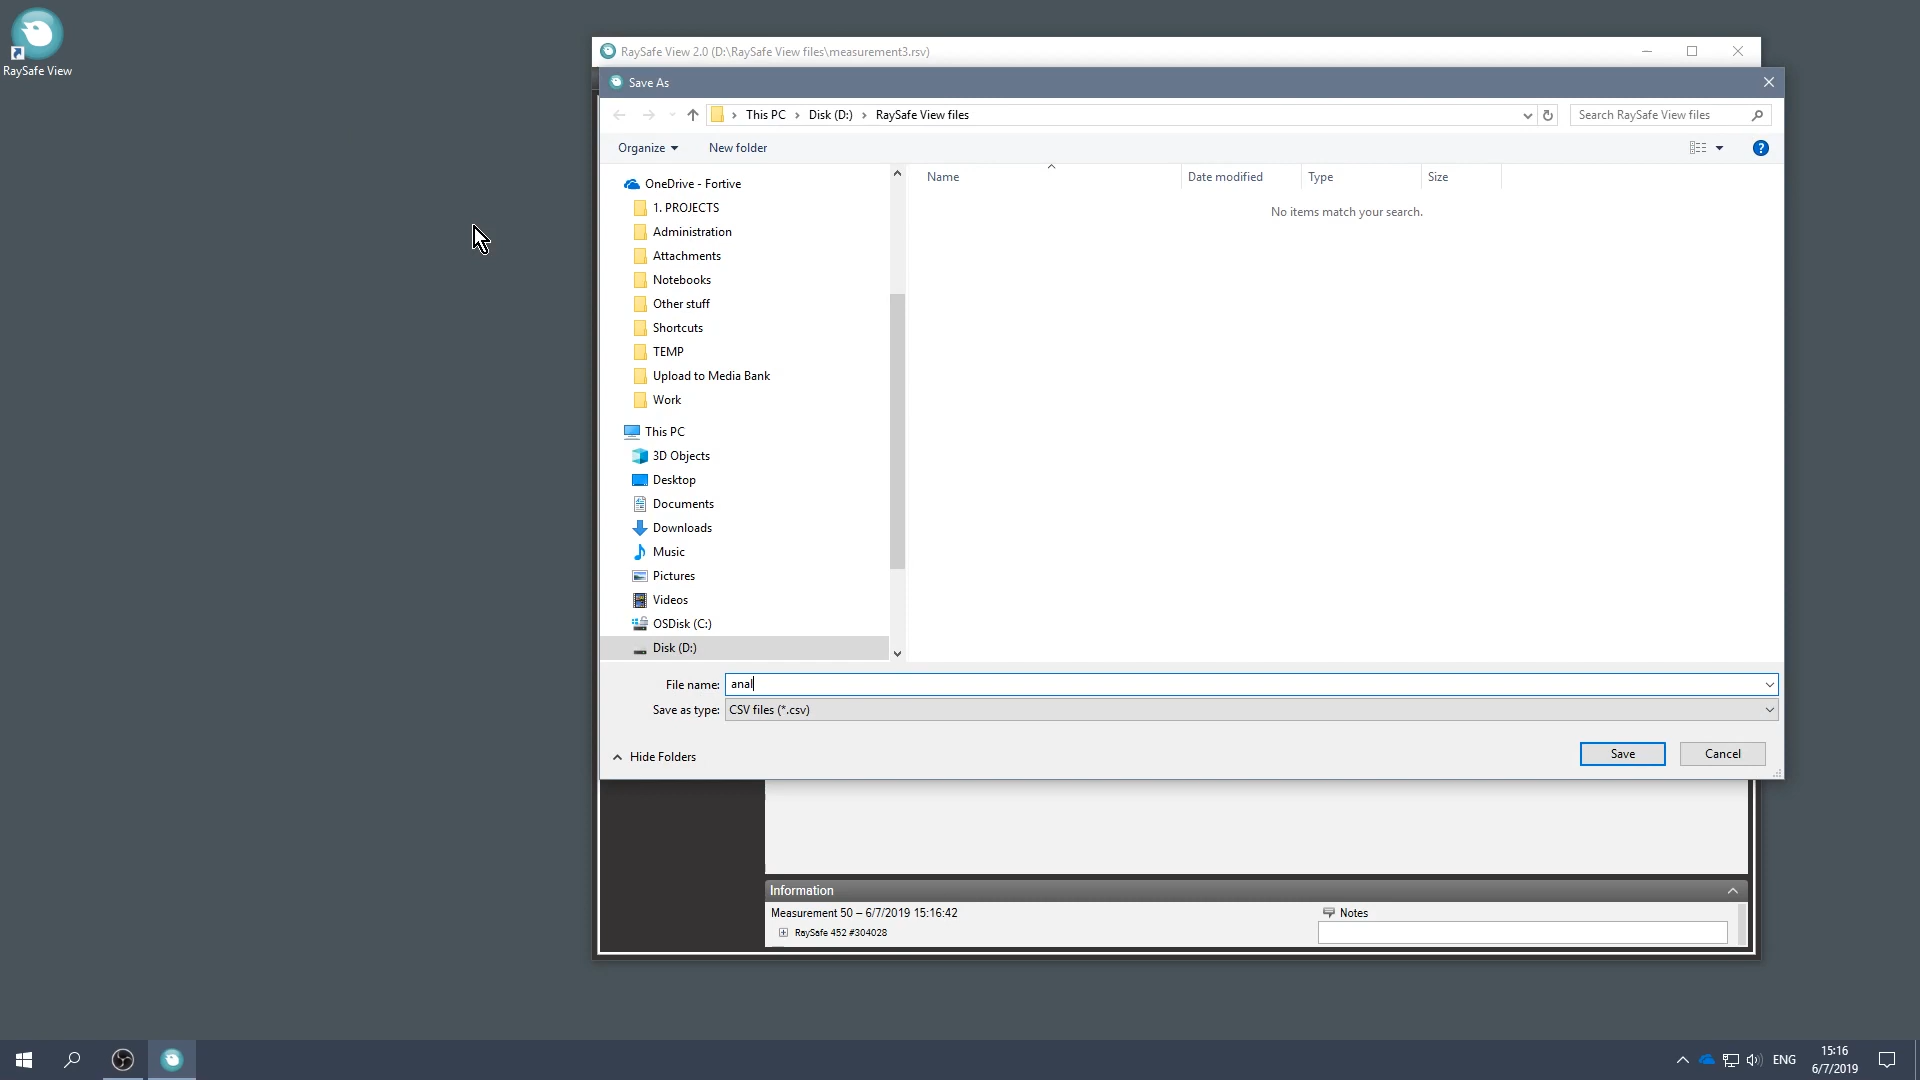 RaySafe View
RaySafe View 2.0 (D:\RaySafe View files\measurement3.rsv)
Save As
This PC
Disk (D:)
RaySafe View files
Search RaySafe View files
Organize
New folder
OneDrive - Fortive
1. PROJECTS
Administration
Attachments
Notebooks
Other stuff
Shortcuts
TEMP
Upload to Media Bank
Work
This PC
3D Objects
Desktop
Documents
Downloads
Music
Pictures
Videos
OSDisk (C:)
Disk (D:)
Name
Date modified
Type
Size
No items match your search.
File name: anal
Save as type: CSV files (*.csv)
Hide Folders
Save
Cancel
Information
Measurement 50 – 6/7/2019 15:16:42
RaySafe 452 #304028
Notes
ENG
15:16
6/7/2019